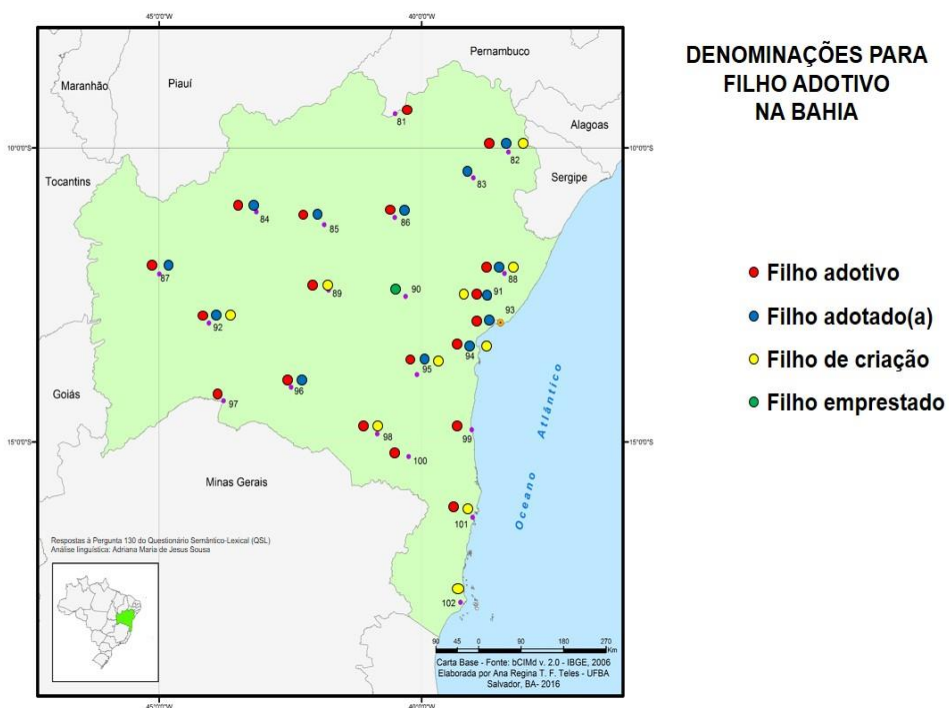 DENOMINAÇÕES PARA
FILHO ADOTIVO
NA BAHIA
45°0'0"W
40°0'0"W
Pernambuco
Maranhão
Piauí
81
Alagoas
10°0'0"S
10°0'0"S
82
Tocantins
83
Sergipe
84
85
86
87
88
89
90
91
93
92
94
95
96
97
Goiás
98
99
100
15°0'0"S
15°0'0"S
Minas Gerais
101
102
Oceano Atlântico
Filho adotivo
Filho adotado(a)
Filho de criação
Filho emprestado
Respostas à Pergunta 130 do Questionário Semântico-Lexical (QSL)
Análise linguística: Adriana Maria de Jesus Sousa
90 45 0 90 180 270
Km
Carta Base - Fonte: bCIMd v. 2.0 - IBGE, 2006
Elaborada por Ana Regina T. F. Teles - UFBA
Salvador, BA- 2016
45°0'0"W
40°0'0"W